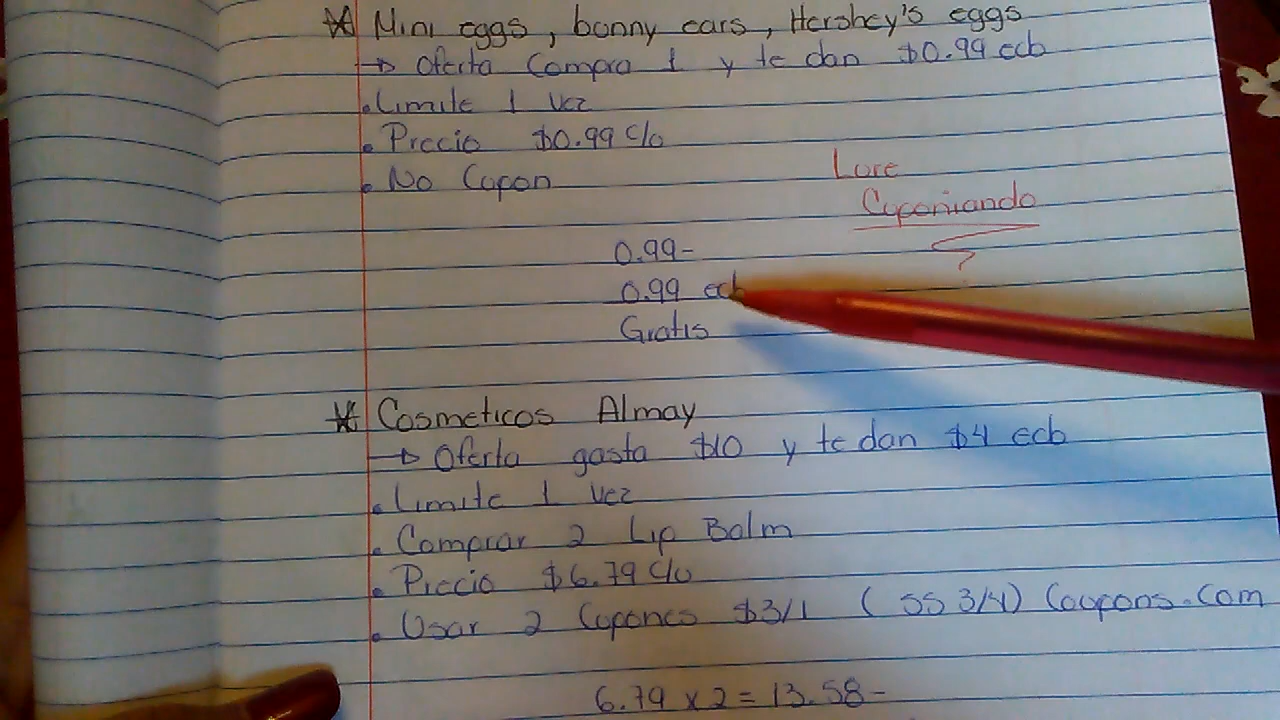 Mini eggs, bonny ears, Hershey's eggs
→ Oferta Compra 1 y te dan $0.99 ecb
. Limite 1 vez
. Precio $0.99 c/o
. No Cupon
Lore
Cuponiando
0.99-
0.99 ecb
Gratis
Cosmeticos Almay
→ Oferta gasta $10 y te dan $4 ecb
. Limite 1 vez
. Comprar 2 Lip Balm
. Precio $6.79 c/u
. Usar 2 Cupones $3/1 (SS 3/4) Coupons.com
6.79 x 2 = 13.58-